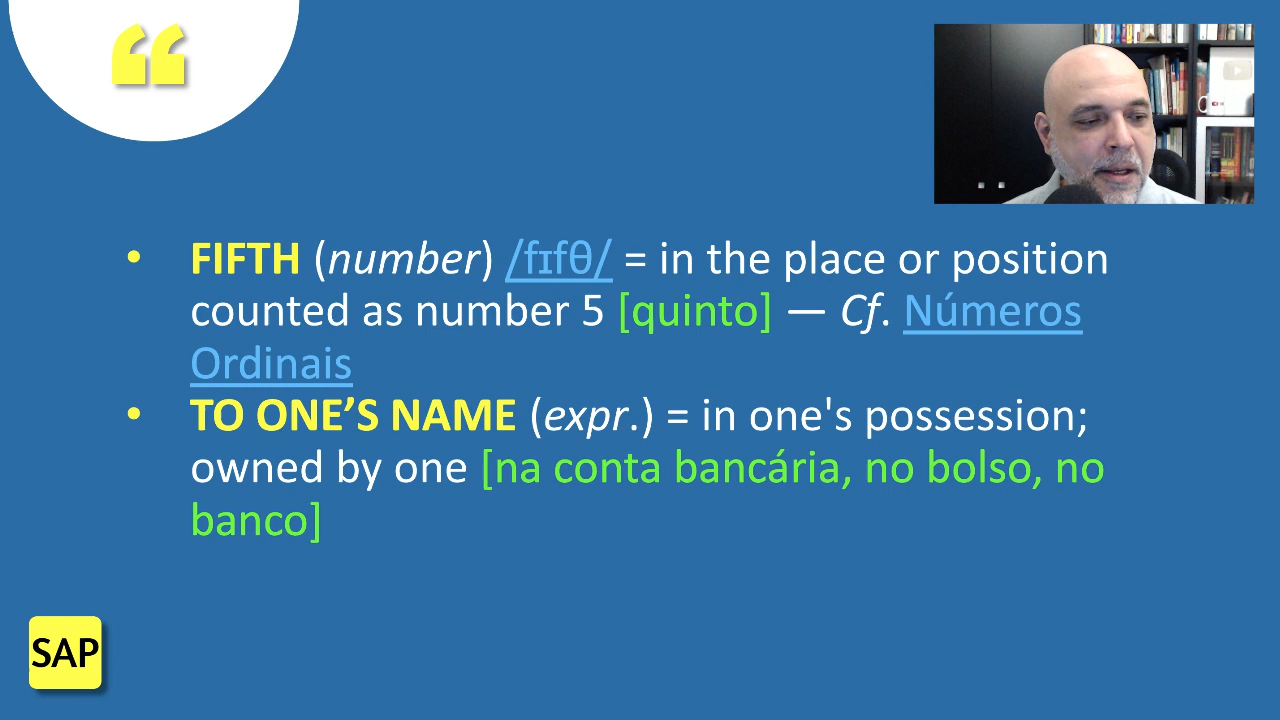 FIFTH (number) /fɪfθ/ = in the place or position
counted as number 5 [quinto] — Cf. Números
Ordinais
TO ONE’S NAME (expr.) = in one's possession;
owned by one [na conta bancária, no bolso, no
banco]
SAP